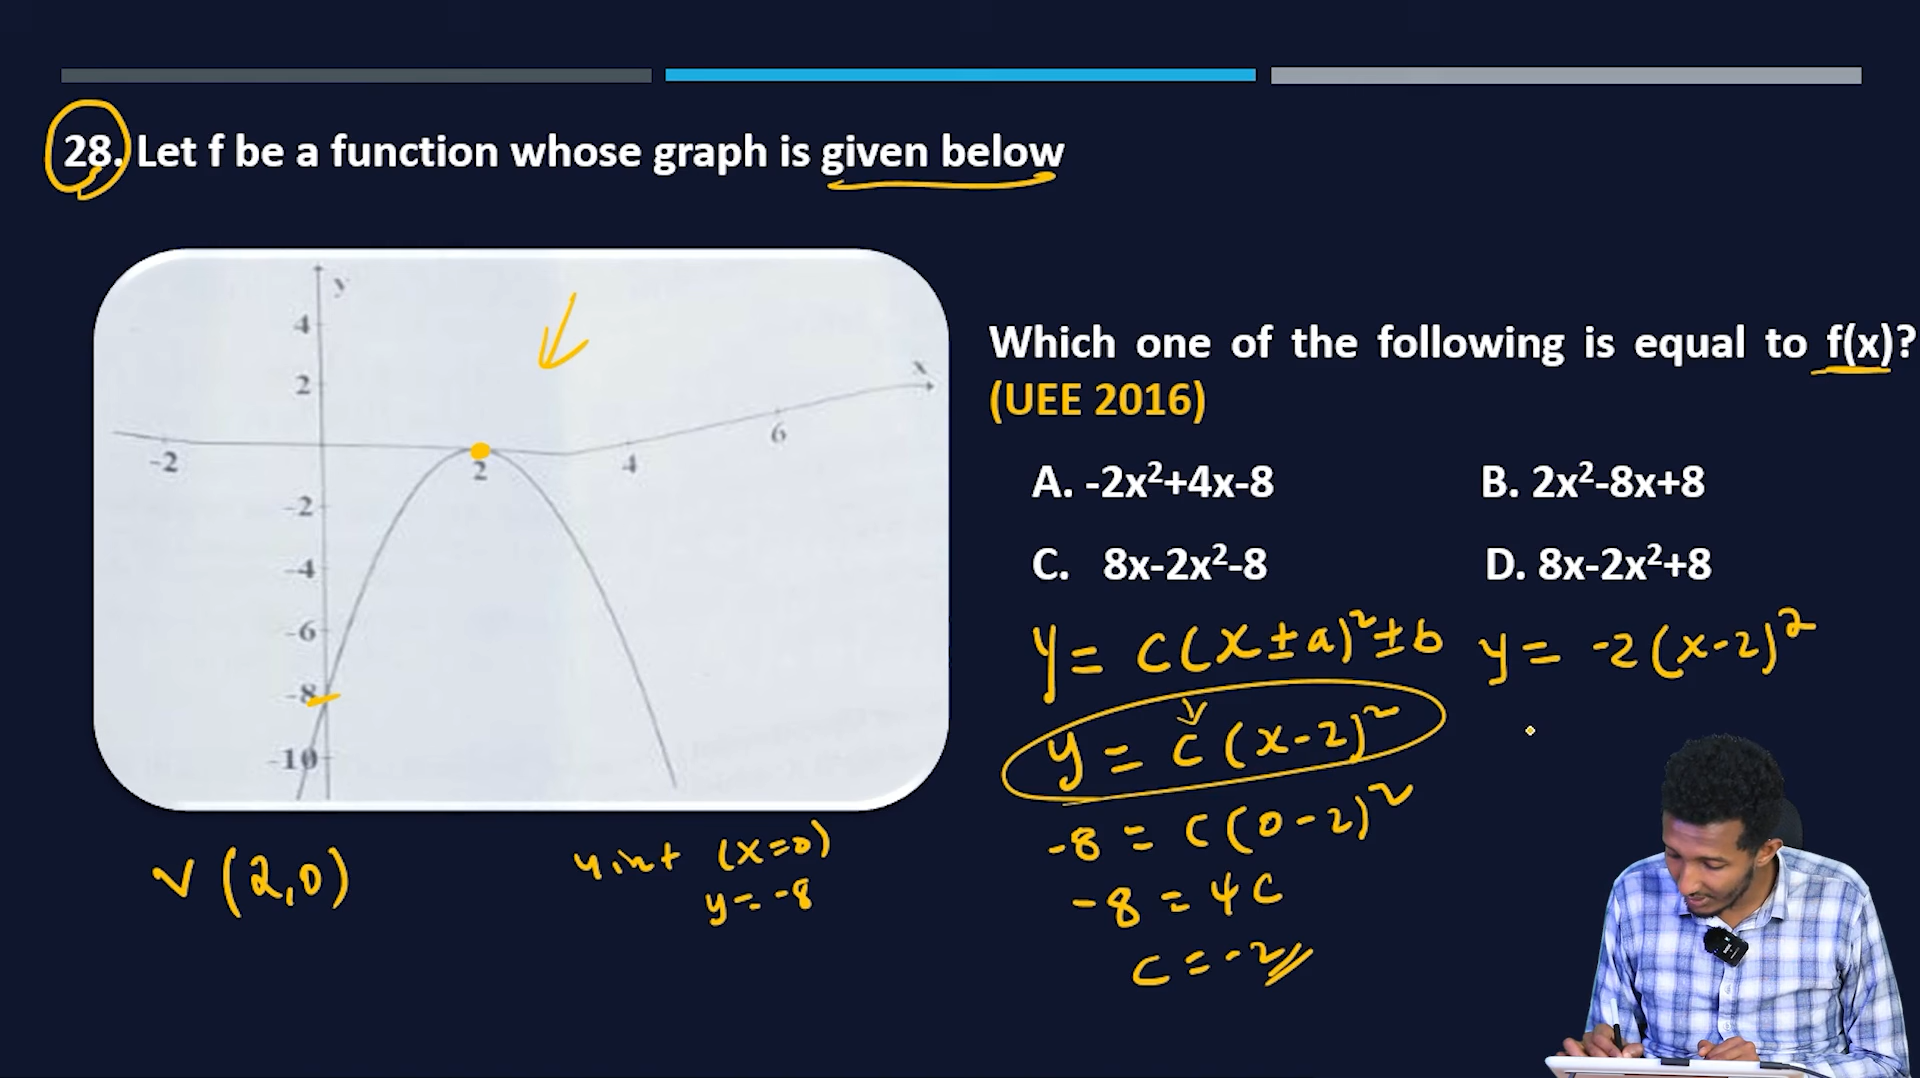 28. Let f be a function whose graph is given below
y
4
2
x
-2
2
4
6
-2
-4
-6
-8
-10
Which one of the following is equal to f(x)?
(UEE 2016)
A. -2x²+4x-8
B. 2x²-8x+8
C. 8x-2x²-8
D. 8x-2x²+8
y = c(x±a)²±b
y = -2(x-2)²
y = c(x-2)²
-8 = c(0-2)²
-8 = 4c
c = -2
V (2,0)
y int (x=0)
y = -8